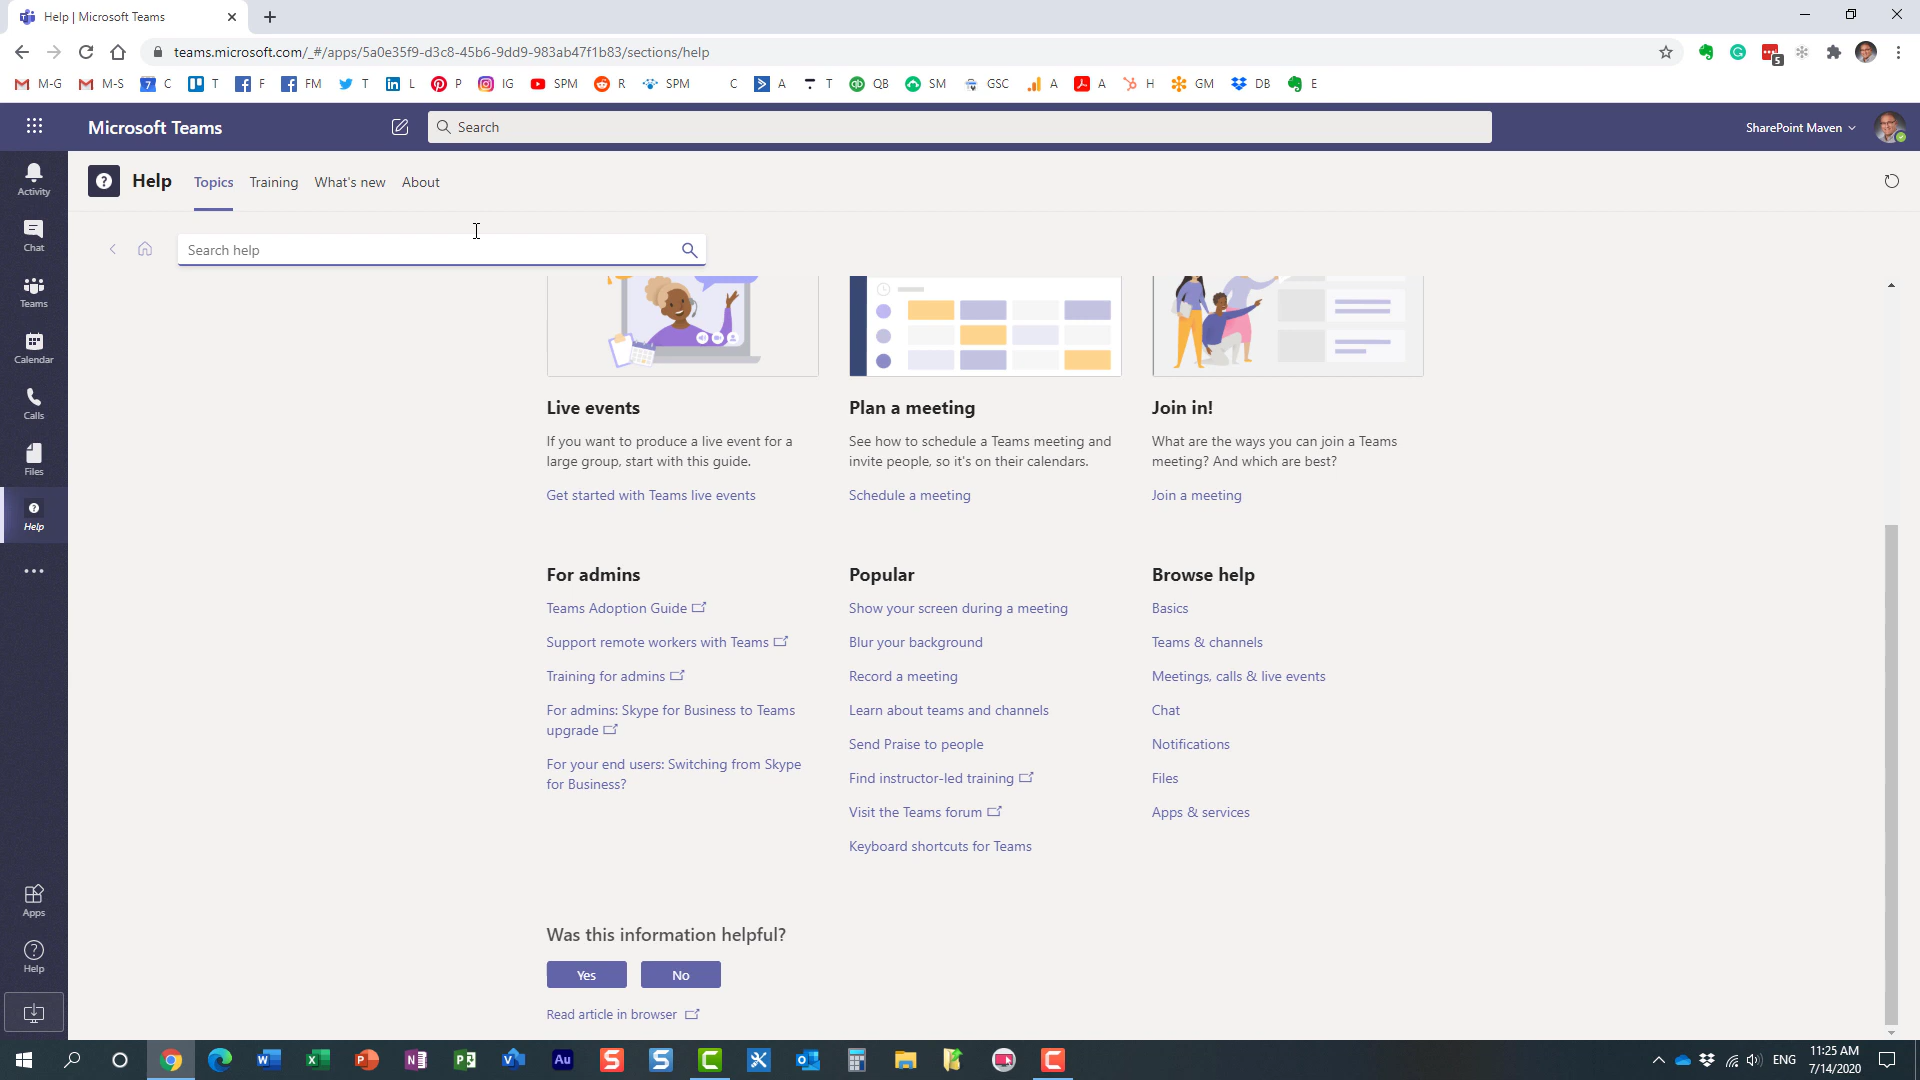 Help | Microsoft Teams
teams.microsoft.com/_#/apps/5a0e35f9-d3c8-45b6-9dd9-983ab47f1b83/sections/help
5
M-G M-S 7 C T F FM T L P IG SPM R SPM C A T QB SM GSC A A H GM DB E
Microsoft Teams
Search
SharePoint Maven
Activity
Chat
Teams
Calendar
Calls
Files
Help
Apps
Help
Help Topics Training What's new About
Search help
Live events
If you want to produce a live event for a
large group, start with this guide.
Get started with Teams live events
Plan a meeting
See how to schedule a Teams meeting and
invite people, so it's on their calendars.
Schedule a meeting
Join in!
What are the ways you can join a Teams
meeting? And which are best?
Join a meeting
For admins
Teams Adoption Guide
Support remote workers with Teams
Training for admins
For admins: Skype for Business to Teams
upgrade
For your end users: Switching from Skype
for Business?
Popular
Show your screen during a meeting
Blur your background
Record a meeting
Learn about teams and channels
Send Praise to people
Find instructor-led training
Visit the Teams forum
Keyboard shortcuts for Teams
Browse help
Basics
Teams & channels
Meetings, calls & live events
Chat
Notifications
Files
Apps & services
Was this information helpful?
Yes No
Read article in browser
ENG
11:25 AM
7/14/2020